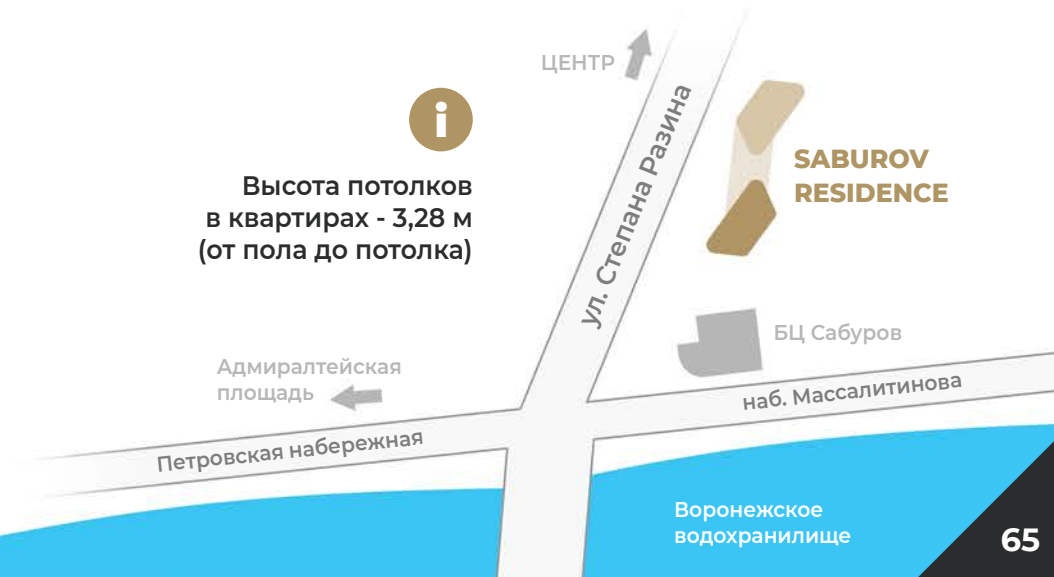 ЦЕНТР
i
Высота потолков
в квартирах - 3,28 м
(от пола до потолка)
ул. Степана Разина
SABUROV
RESIDENCE
БЦ Сабуров
Адмиралтейская
площадь
наб. Массалитинова
Петровская набережная
Воронежское
водохранилище
65